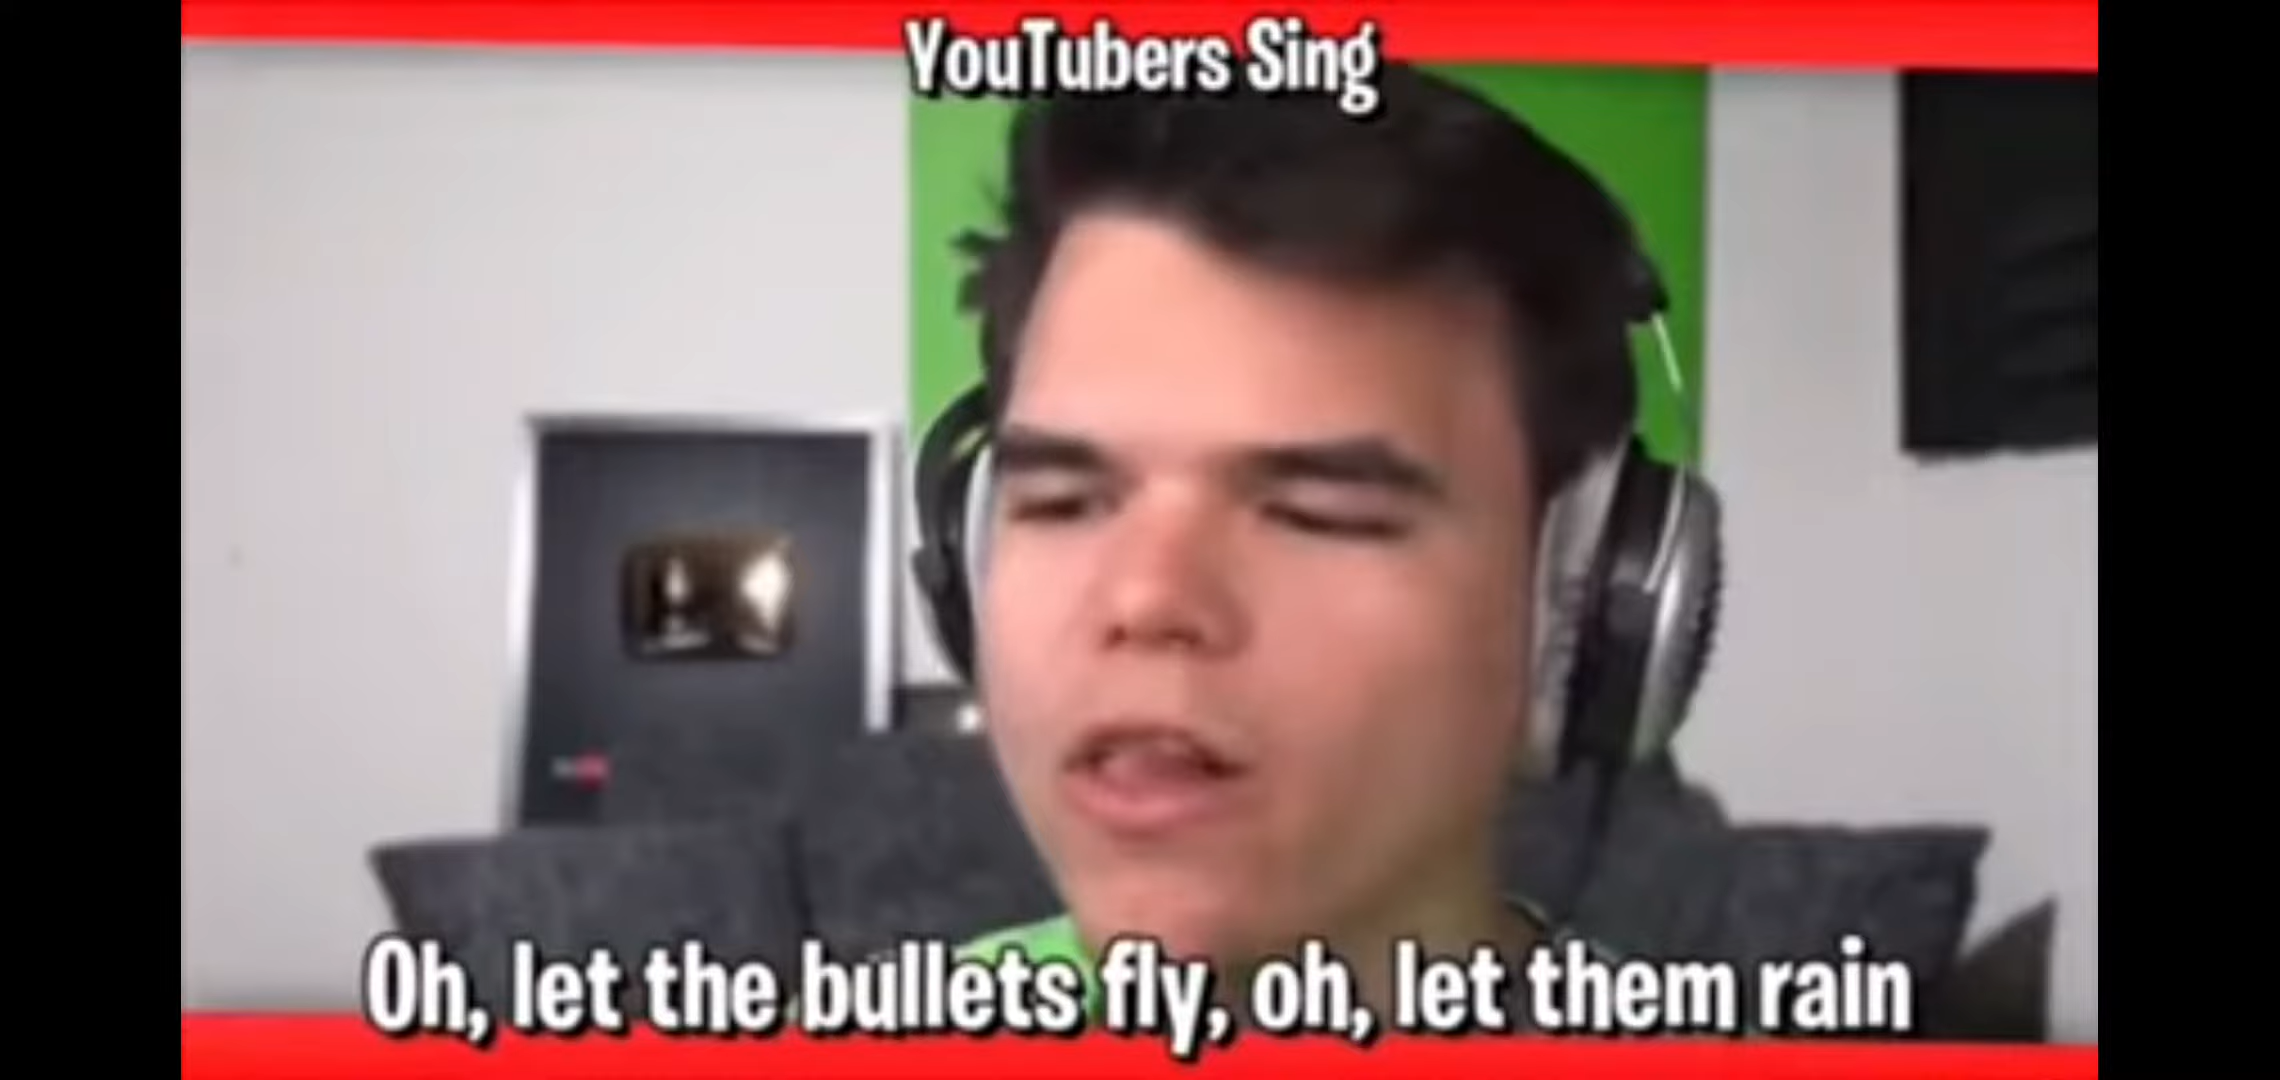 YouTubers Sing
Oh, let the bullets fly, oh, let them rain